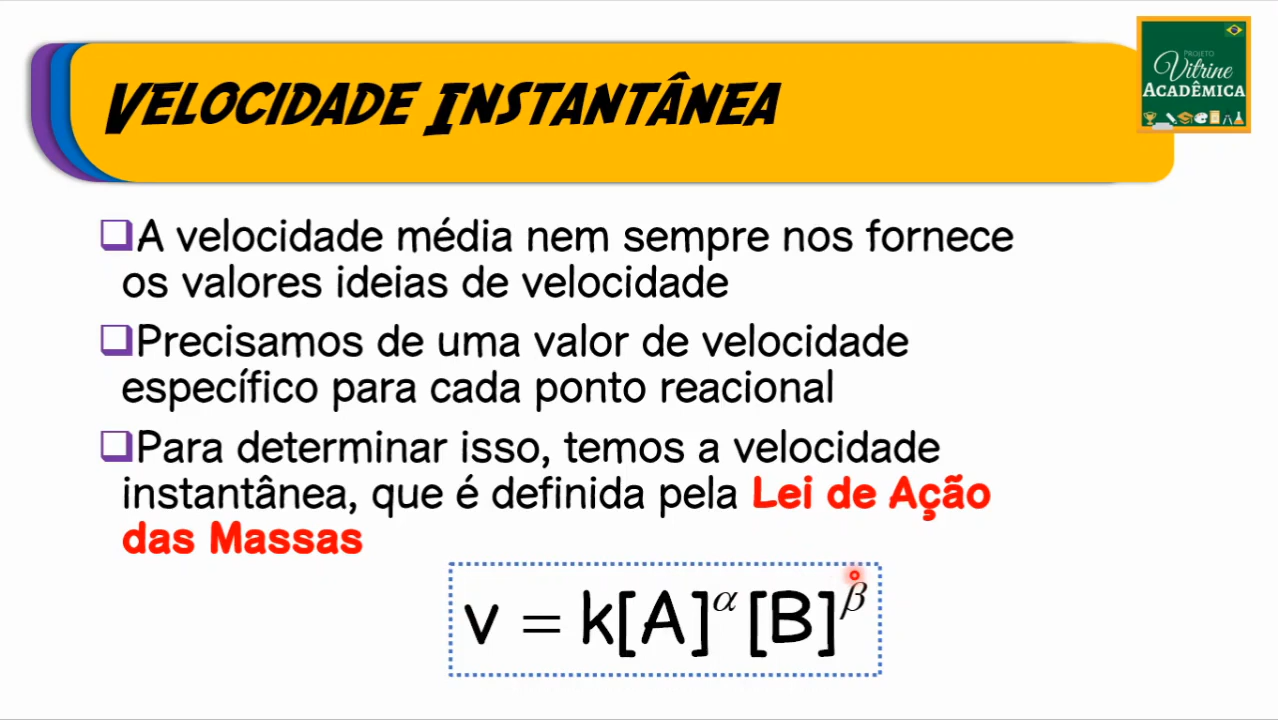 VELOCIDADE INSTANTÂNEA
PROJETO
Vitrine
ACADÊMICA
A velocidade média nem sempre nos fornece
os valores ideias de velocidade
Precisamos de uma valor de velocidade
específico para cada ponto reacional
Para determinar isso, temos a velocidade
instantânea, que é definida pela Lei de Ação
das Massas
v = k[A]^α [B]^β